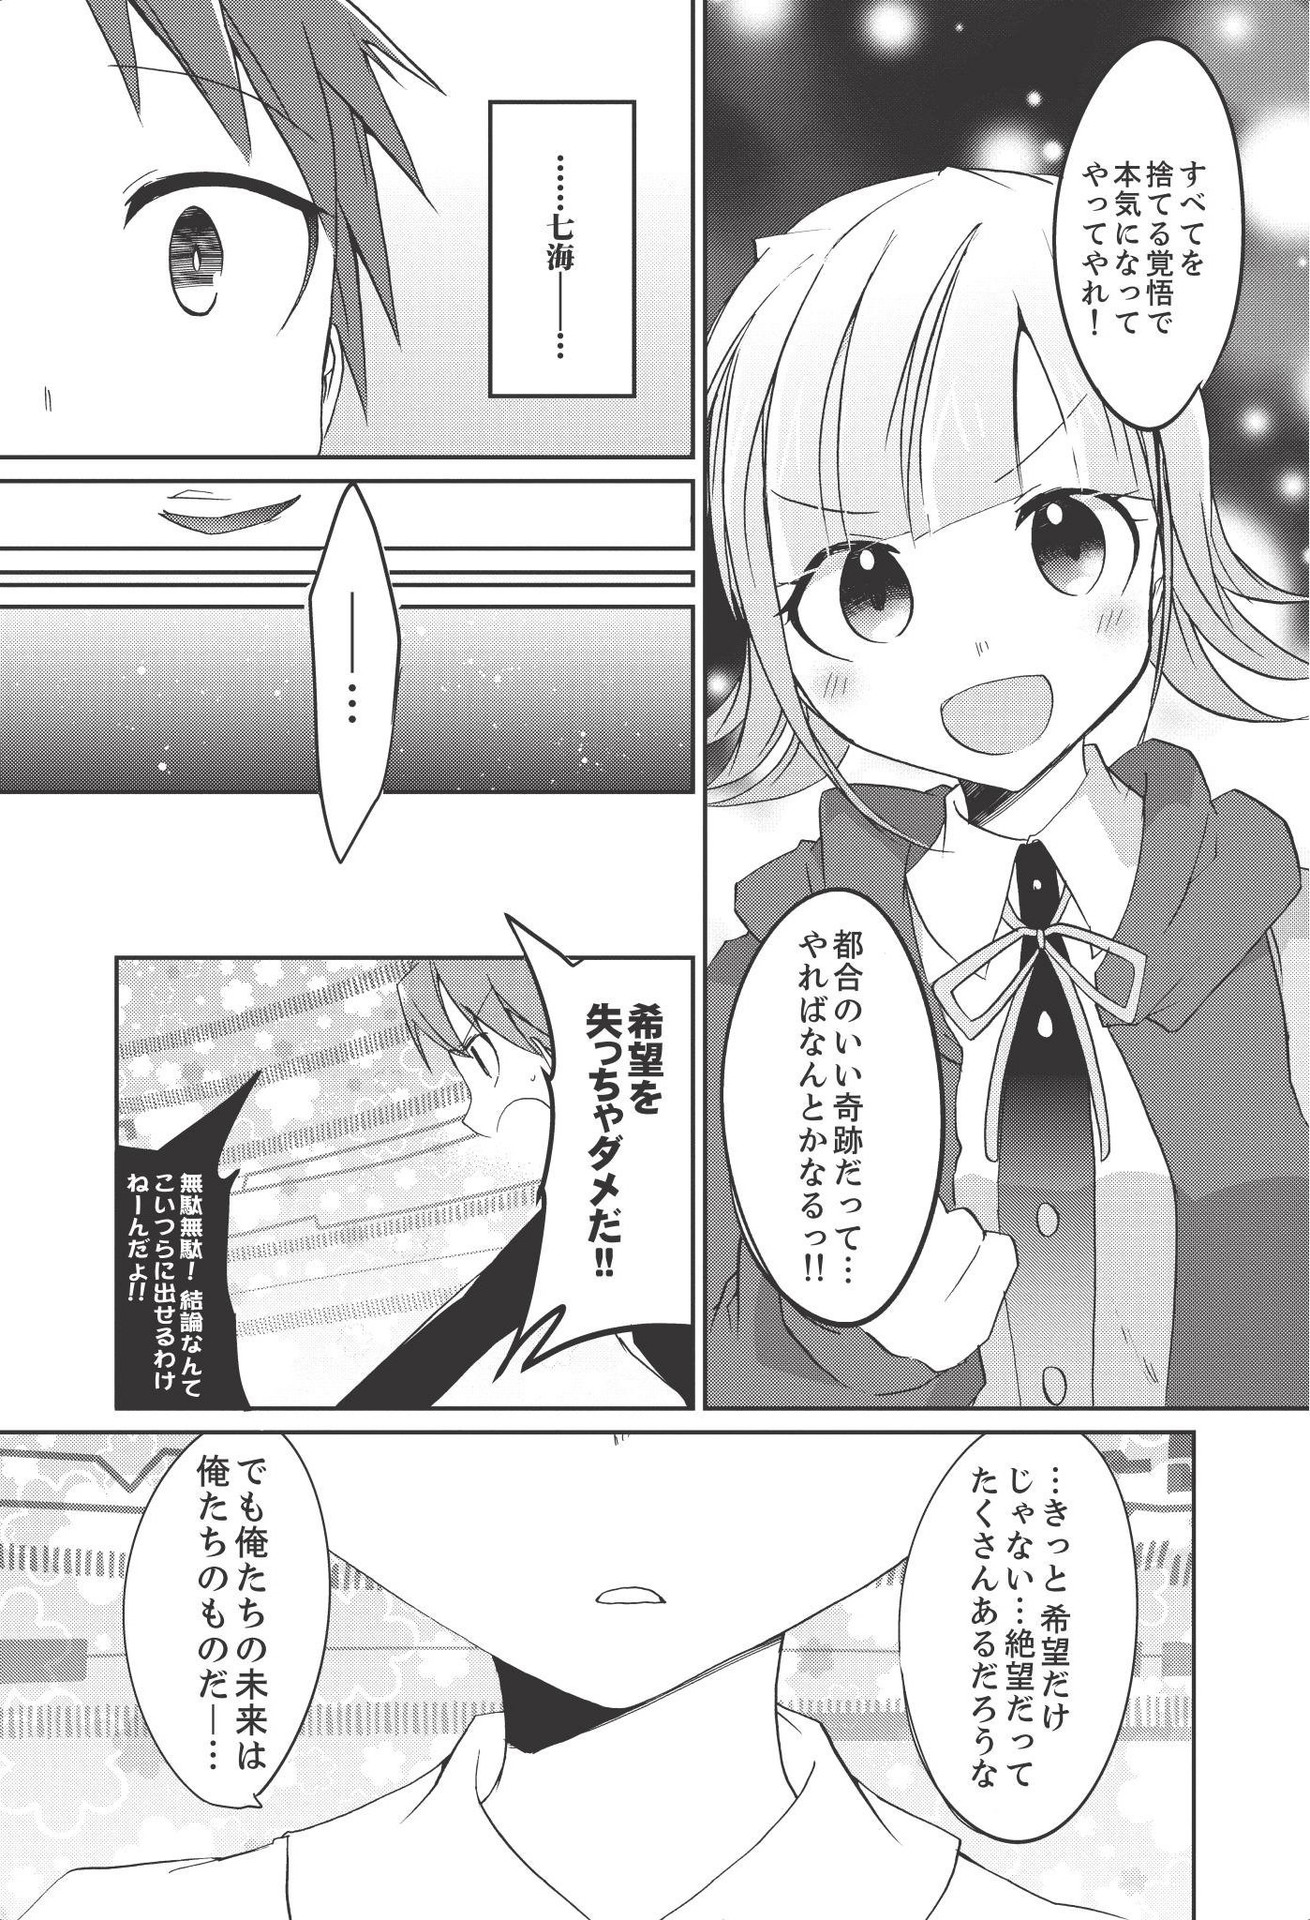 すべてを
捨てる覚悟で
本気になって
やってやれ！
都合のいい奇跡だって…
やればなんとかなるっ!!
……七海――…
―…
希望を
失っちゃダメだ!!
無駄無駄！結論なんて
こいつらに出せるわけ
ねーんだよ!!
…きっと希望だけ
じゃない…絶望だって
たくさんあるだろうな
でも俺たちの未来は
俺たちのものだ―…